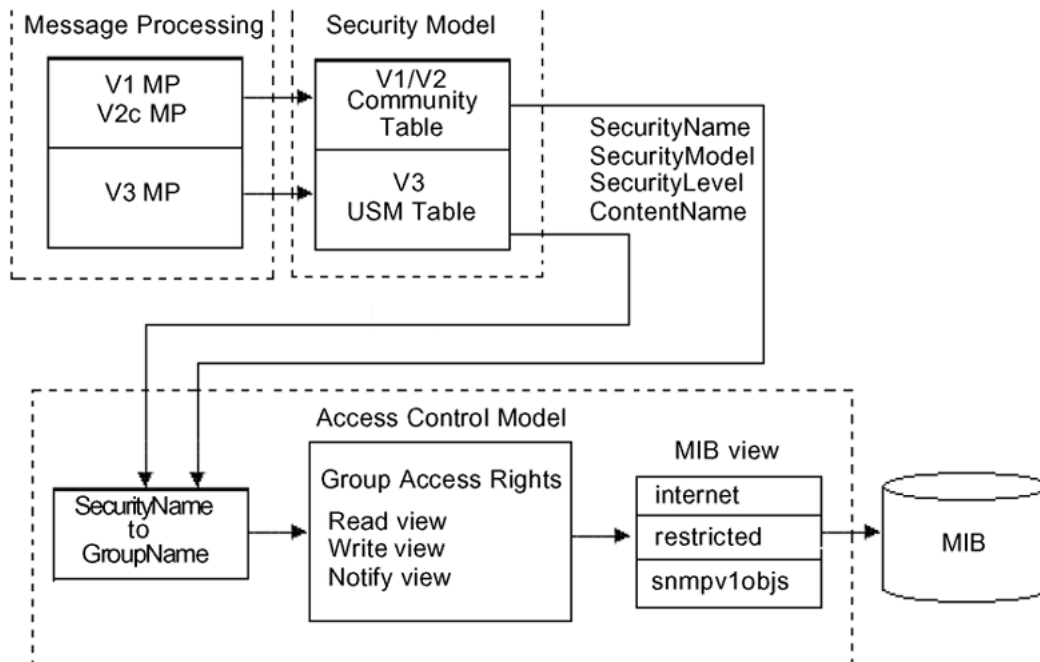 Message Processing
V1 MP
V2c MP
V3 MP
Security Model
V1/V2
Community
Table
V3
USM Table
SecurityName
SecurityModel
SecurityLevel
ContentName
Access Control Model
SecurityName
to
GroupName
Group Access Rights
Read view
Write view
Notify view
MIB view
internet
restricted
snmpv1objs
MIB